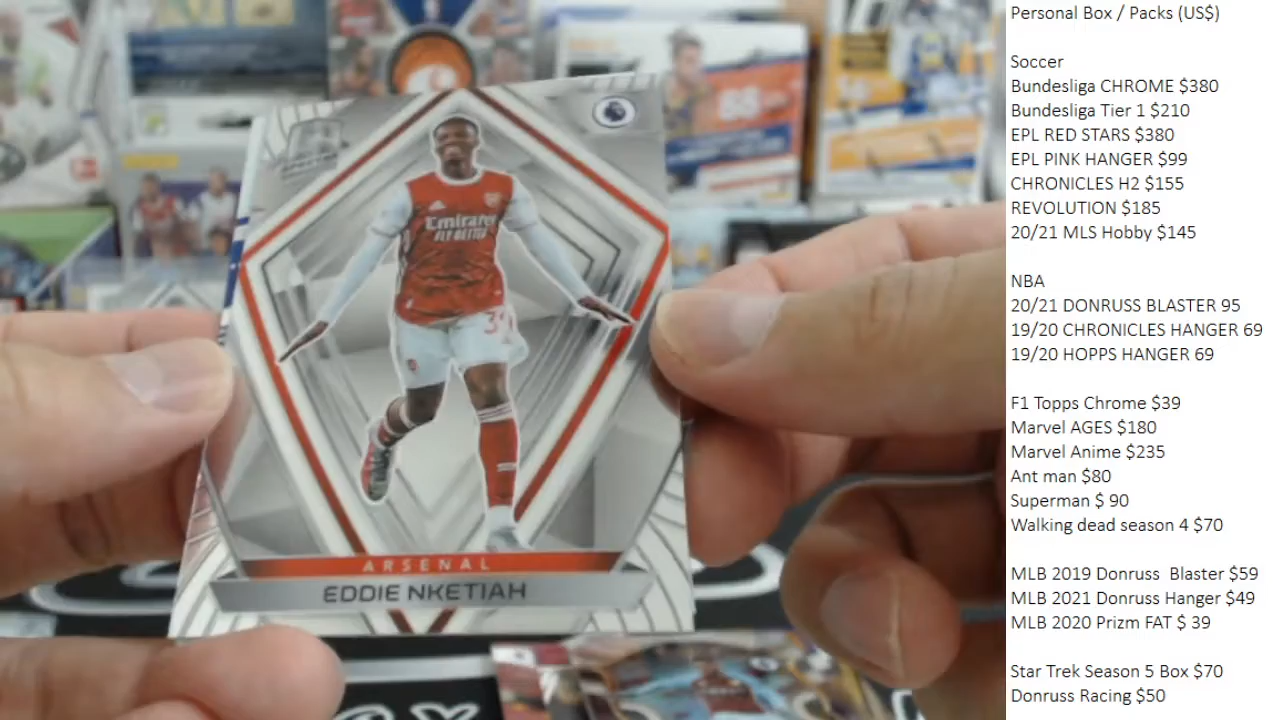 Emirates
FLY BETTER
ARSENAL
EDDIE NKETIAH
Personal Box / Packs (US$)
Soccer
Bundesliga CHROME $380
Bundesliga Tier 1 $210
EPL RED STARS $380
EPL PINK HANGER $99
CHRONICLES H2 $155
REVOLUTION $185
20/21 MLS Hobby $145
NBA
20/21 DONRUSS BLASTER 95
19/20 CHRONICLES HANGER 69
19/20 HOPPS HANGER 69
F1 Topps Chrome $39
Marvel AGES $180
Marvel Anime $235
Ant man $80
Superman $ 90
Walking dead season 4 $70
MLB 2019 Donruss  Blaster $59
MLB 2021 Donruss Hanger $49
MLB 2020 Prizm FAT $ 39
Star Trek Season 5 Box $70
Donruss Racing $50